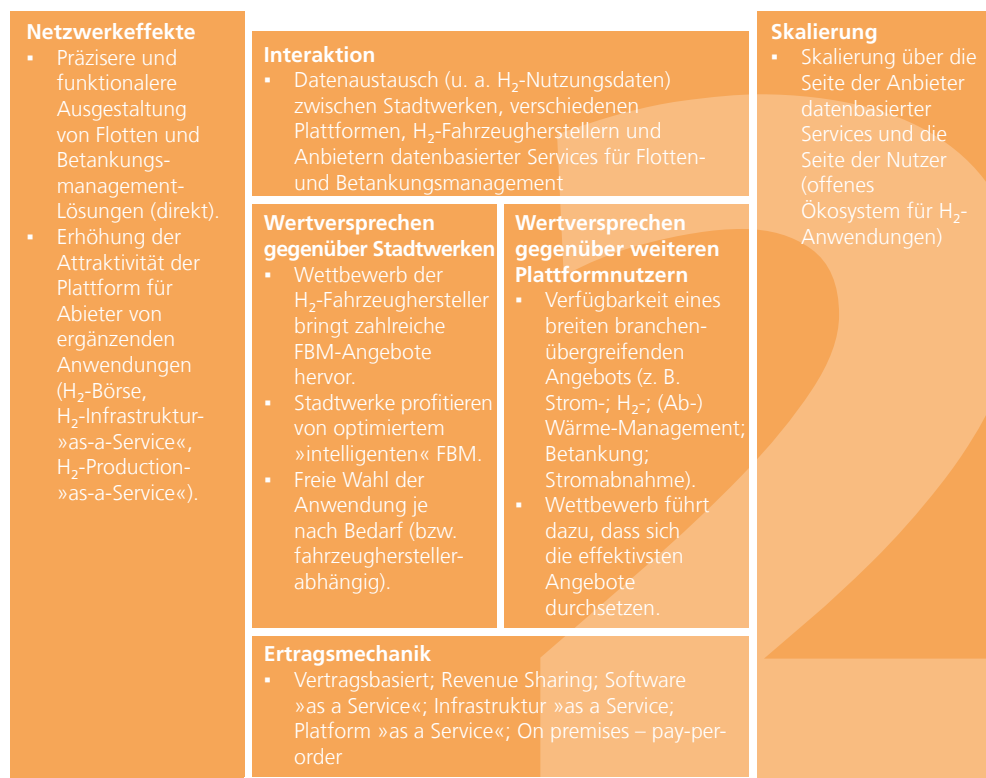 Netzwerkeffekte
▪ Präzisere und
funktionalere
Ausgestaltung
von Flotten und
Betankungs-
management-
Lösungen (direkt).
▪ Erhöhung der
Attraktivität der
Plattform für
Abieter von
ergänzenden
Anwendungen
(H₂-Börse,
H₂-Infrastruktur-
»as-a-Service«,
H₂-Production-
»as-a-Service«).
Interaktion
▪ Datenaustausch (u. a. H₂-Nutzungsdaten)
zwischen Stadtwerken, verschiedenen
Plattformen, H₂-Fahrzeugherstellern und
Anbietern datenbasierter Services für Flotten-
und Betankungsmanagement
Wertversprechen
gegenüber Stadtwerken
▪ Wettbewerb der
H₂-Fahrzeughersteller
bringt zahlreiche
FBM-Angebote
hervor.
▪ Stadtwerke profitieren
von optimiertem
»intelligenten« FBM.
▪ Freie Wahl der
Anwendung je
nach Bedarf (bzw.
fahrzeughersteller-
abhängig).
Wertversprechen
gegenüber weiteren
Plattformnutzern
▪ Verfügbarkeit eines
breiten branchen-
übergreifenden
Angebots (z. B.
Strom-; H₂-; (Ab-)
Wärme-Management;
Betankung;
Stromabnahme).
▪ Wettbewerb führt
dazu, dass sich
die effektivsten
Angebote
durchsetzen.
Ertragsmechanik
▪ Vertragsbasiert; Revenue Sharing; Software
»as a Service«; Infrastruktur »as a Service;
Platform »as a Service«; On premises – pay-per-
order
Skalierung
▪ Skalierung über die
Seite der Anbieter
datenbasierter
Services und die
Seite der Nutzer
(offenes
Ökosystem für H₂-
Anwendungen)
2